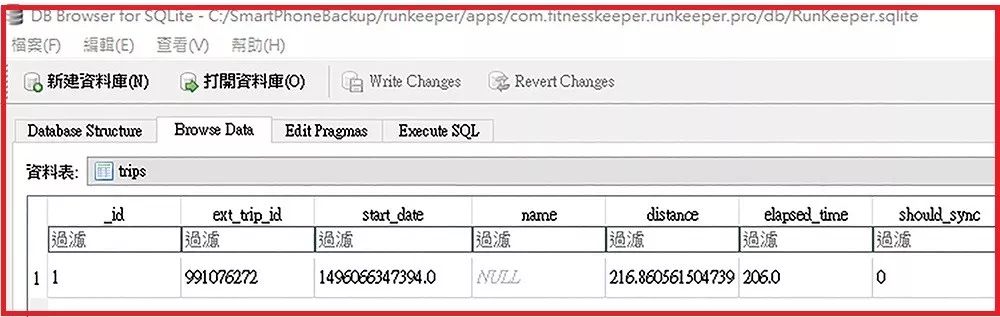 DB Browser for SQLite - C:/SmartPhoneBackup/runkeeper/apps/com.fitnesskeeper.runkeeper.pro/db/RunKeeper.sqlite
檔案(F) 編輯(E) 查看(V) 幫助(H)
新建資料庫(N) 打開資料庫(O) Write Changes Revert Changes
Database Structure Browse Data Edit Pragmas Execute SQL
資料表: trips
_id ext_trip_id start_date name distance elapsed_time should_sync
過濾 過濾 過濾 過濾 過濾 過濾 過濾
1 1 991076272 1496066347394.0 NULL 216.860561504739 206.0 0